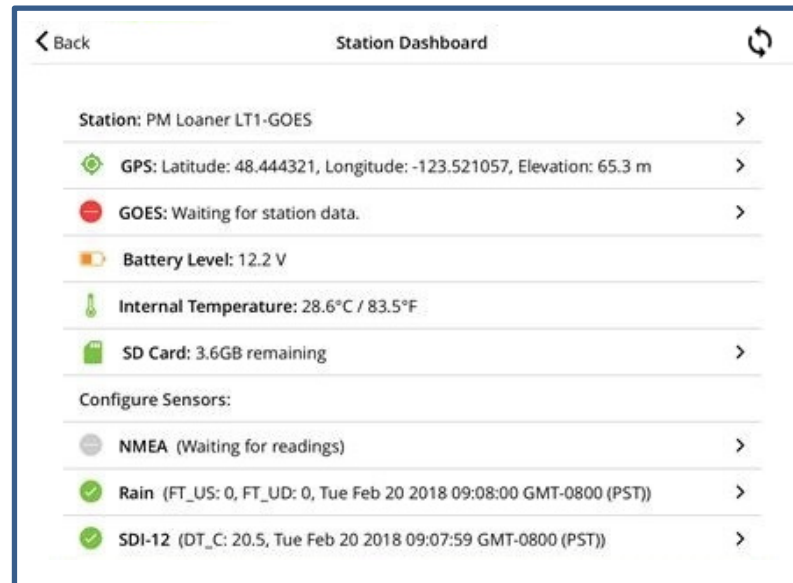 Back
Station Dashboard
Station: PM Loaner LT1-GOES
GPS: Latitude: 48.444321, Longitude: -123.521057, Elevation: 65.3 m
GOES: Waiting for station data.
Battery Level: 12.2 V
Internal Temperature: 28.6°C / 83.5°F
SD Card: 3.6GB remaining
Configure Sensors:
NMEA (Waiting for readings)
Rain (FT_US: 0, FT_UD: 0, Tue Feb 20 2018 09:08:00 GMT-0800 (PST))
SDI-12 (DT_C: 20.5, Tue Feb 20 2018 09:07:59 GMT-0800 (PST))